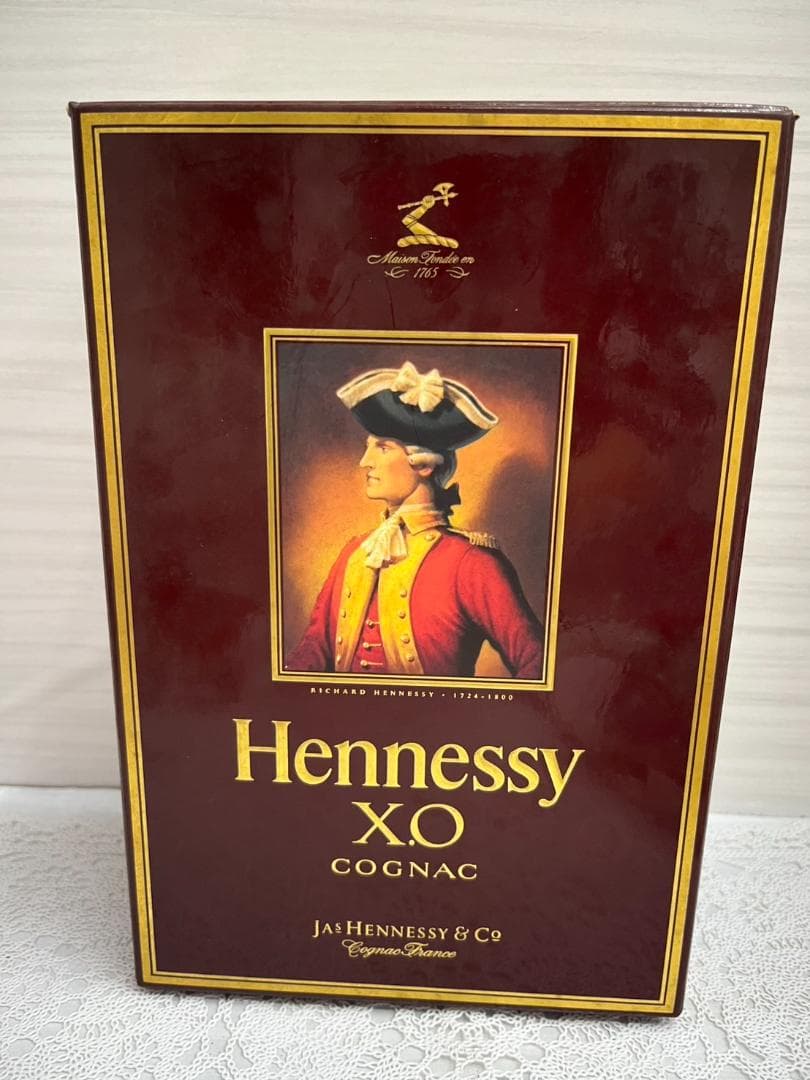 Maison Fondée en
1765
RICHARD HENNESSY · 1724-1800
Hennessy
X.O
COGNAC
JAS HENNESSY & CO
Cognac France